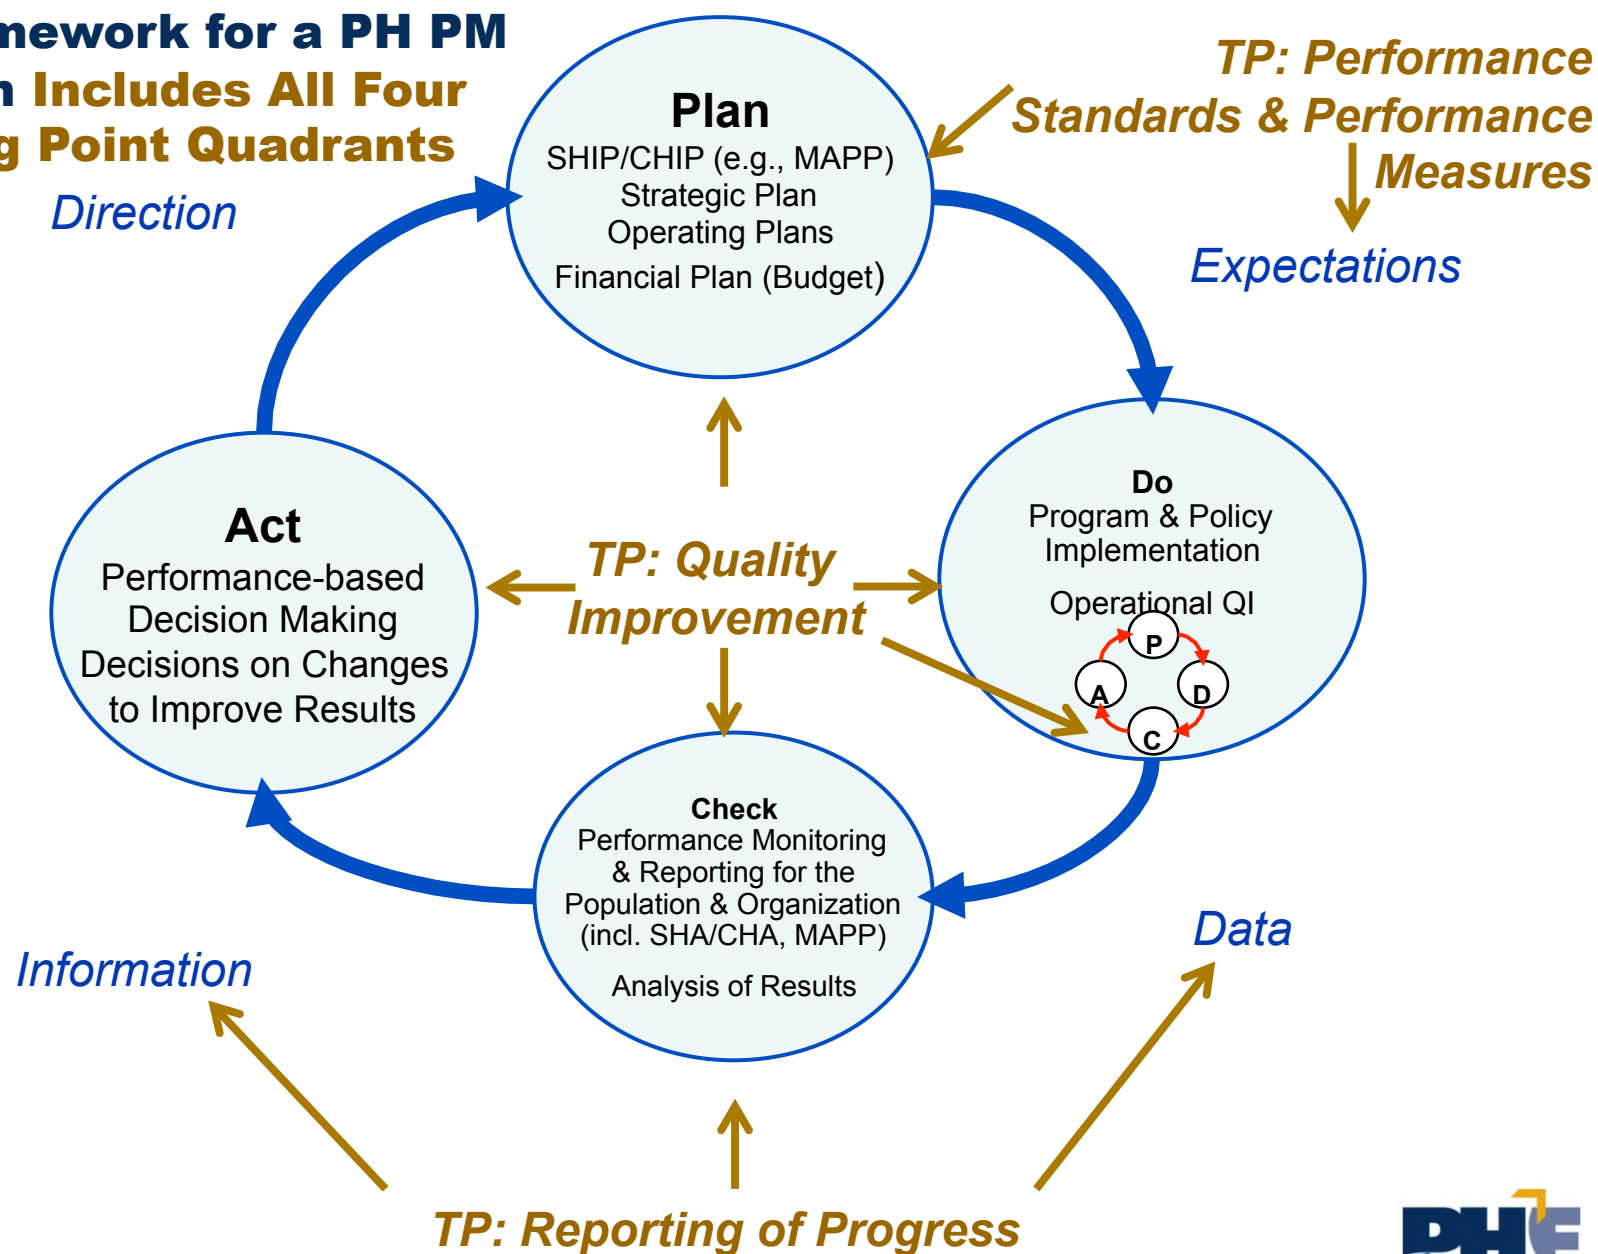 mework for a PH PM
n Includes All Four
g Point Quadrants
Direction
TP: Performance
Standards & Performance
Measures
Expectations
Plan
SHIP/CHIP (e.g., MAPP)
Strategic Plan
Operating Plans
Financial Plan (Budget)
Act
Performance-based
Decision Making
Decisions on Changes
to Improve Results
TP: Quality
Improvement
Do
Program & Policy
Implementation
Operational QI
P
A
D
C
Check
Performance Monitoring
& Reporting for the
Population & Organization
(incl. SHA/CHA, MAPP)
Analysis of Results
Data
Information
TP: Reporting of Progress